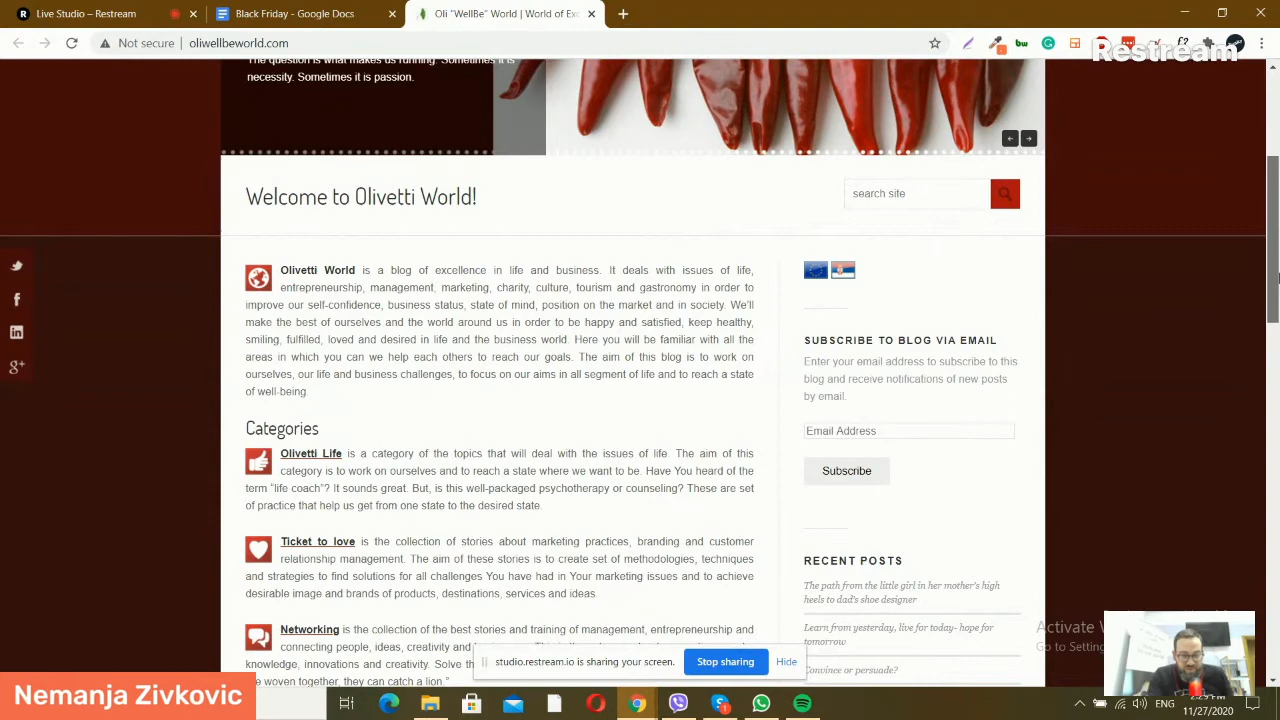 Live Studio – Restream
Black Friday - Google Docs
Oli "WellBe" World | World of Exc
Not secure
oliwellbeworld.com
Restream
The question is what makes us running. Sometimes it is
necessity. Sometimes it is passion.
Welcome to Olivetti World!
search site
Olivetti World is a blog of excellence in life and business. It deals with issues of life,
entrepreneurship, management, marketing, charity, culture, tourism and gastronomy in order to
improve our self-confidence, business status, state of mind, position on the market and in society. We'll
make the best of ourselves and the world around us in order to be happy and satisfied, keep healthy,
smiling, fulfilled, loved and desired in life and the business world. Here you will be familiar with all the
areas in which you can we help each others to reach our goals. The aim of this blog is to work on
ourselves, our life and business challenges, to focus on our aims in all segment of life and to reach a state
of well-being.
Categories
Olivetti Life is a category of the topics that will deal with the issues of life. The aim of this
category is to work on ourselves and to reach a state where we want to be. Have You heard of the
term "life coach"? It sounds great. But, is this well-packaged psychotherapy or counseling? These are set
of practice that help us get from one state to the desired state.
Ticket to love is the collection of stories about marketing practices, branding and customer
relationship management. The aim of these stories is to create set of methodologies, techniques
and strategies to find solutions for all challenges You have had in Your marketing issues and to achieve
desirable image and brands of products, destinations, services and ideas.
Networking is the collection of the best stories and training of management, entrepreneurship and
connecting people, ideas, creativity and
knowledge, innovations and creativity. Solve th
e woven together, they can catch a lion."
SUBSCRIBE TO BLOG VIA EMAIL
Enter your email address to subscribe to this
blog and receive notifications of new posts
by email.
Email Address
Subscribe
RECENT POSTS
The path from the little girl in her mother's high
heels to dad's shoe designer
Learn from yesterday, live for today- hope for
tomorrow
Convince or persuade?
Activate W
Go to Setting
studio.restream.io is sharing your screen.
Stop sharing
Hide
Nemanja Zivkovic
ENG
2:29 PM
11/27/2020